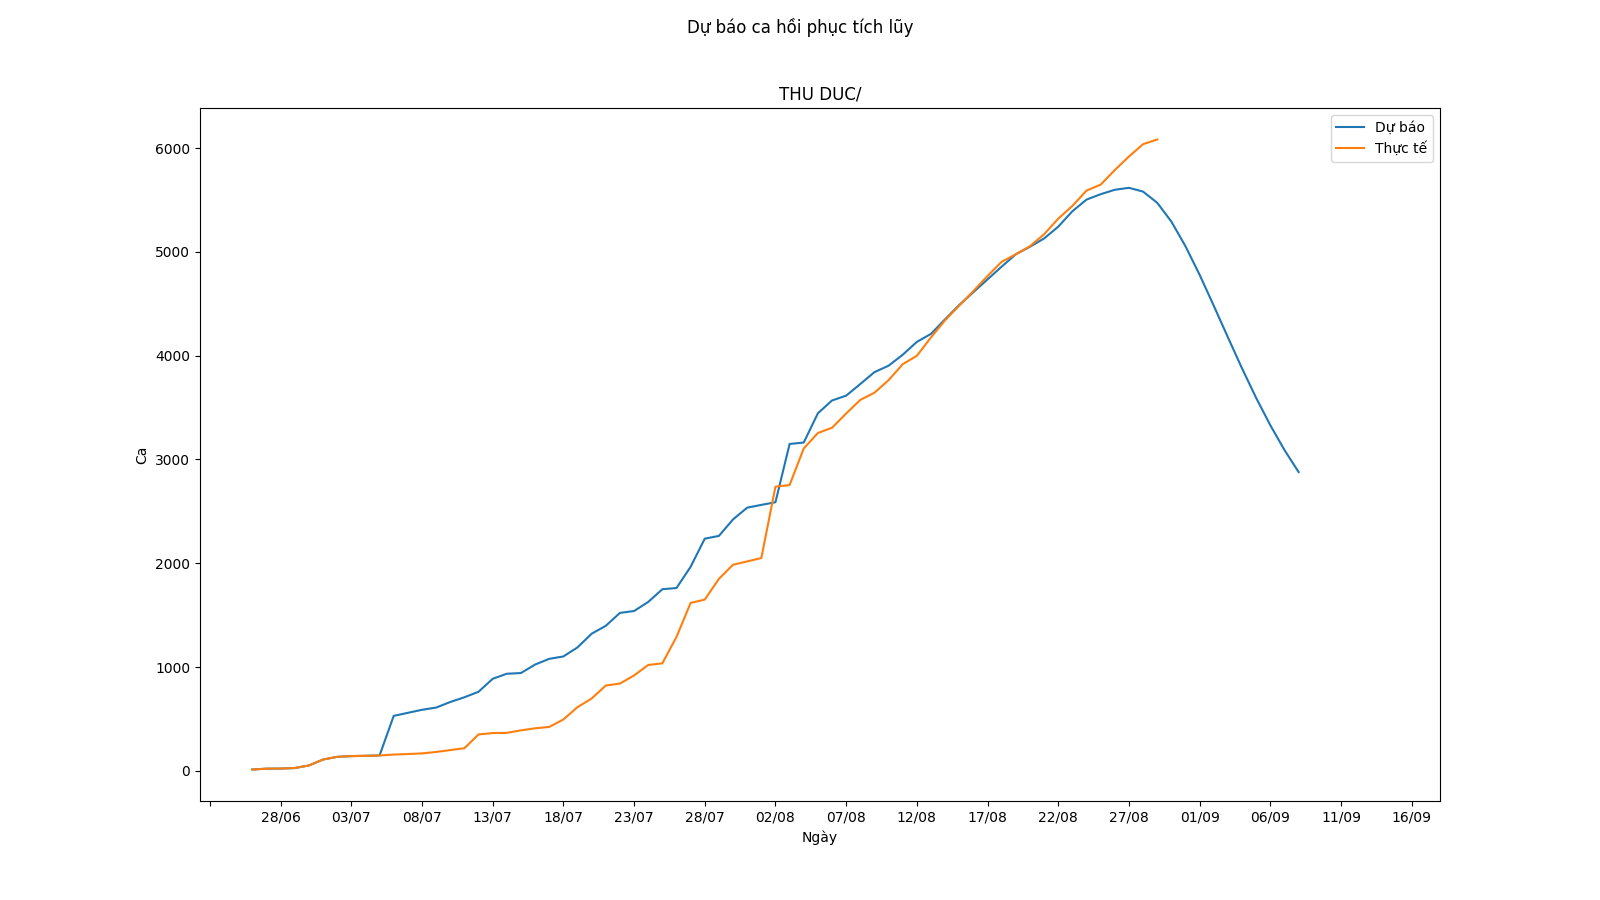 Dự báo ca hồi phục tích lũy
THU DUC/
Dự báo
Thực tế
6000
5000
4000
3000
2000
1000
0
Ca
28/06 03/07 08/07 13/07 18/07 23/07 28/07 02/08 07/08 12/08 17/08 22/08 27/08 01/09 06/09 11/09 16/09
Ngày